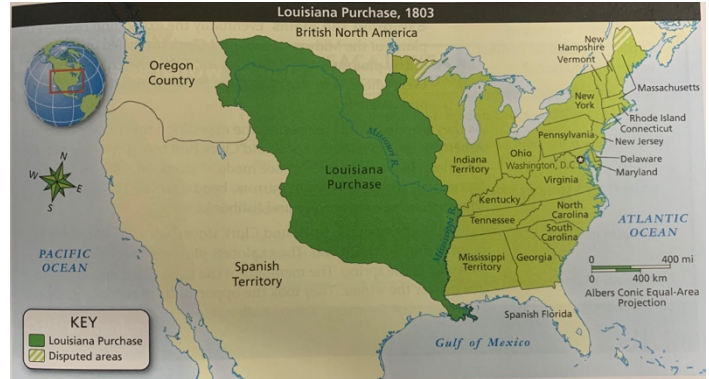 Louisiana Purchase, 1803
British North America
Oregon
Country
New
Hampshire
Vermont
Massachusetts
New
York
Rhode Island
Connecticut
New Jersey
Pennsylvania
Delaware
Maryland
Indiana
Territory
Ohio
Washington, D.C.
Virginia
Missouri R.
Louisiana
Purchase
Kentucky
North
Carolina
Tennessee
South
Carolina
Mississippi R.
Mississippi
Territory
Georgia
ATLANTIC
OCEAN
N
W
E
S
PACIFIC
OCEAN
Spanish
Territory
0 400 mi
0 400 km
Albers Conic Equal-Area
Projection
Spanish Florida
Gulf of Mexico
KEY
Louisiana Purchase
Disputed areas